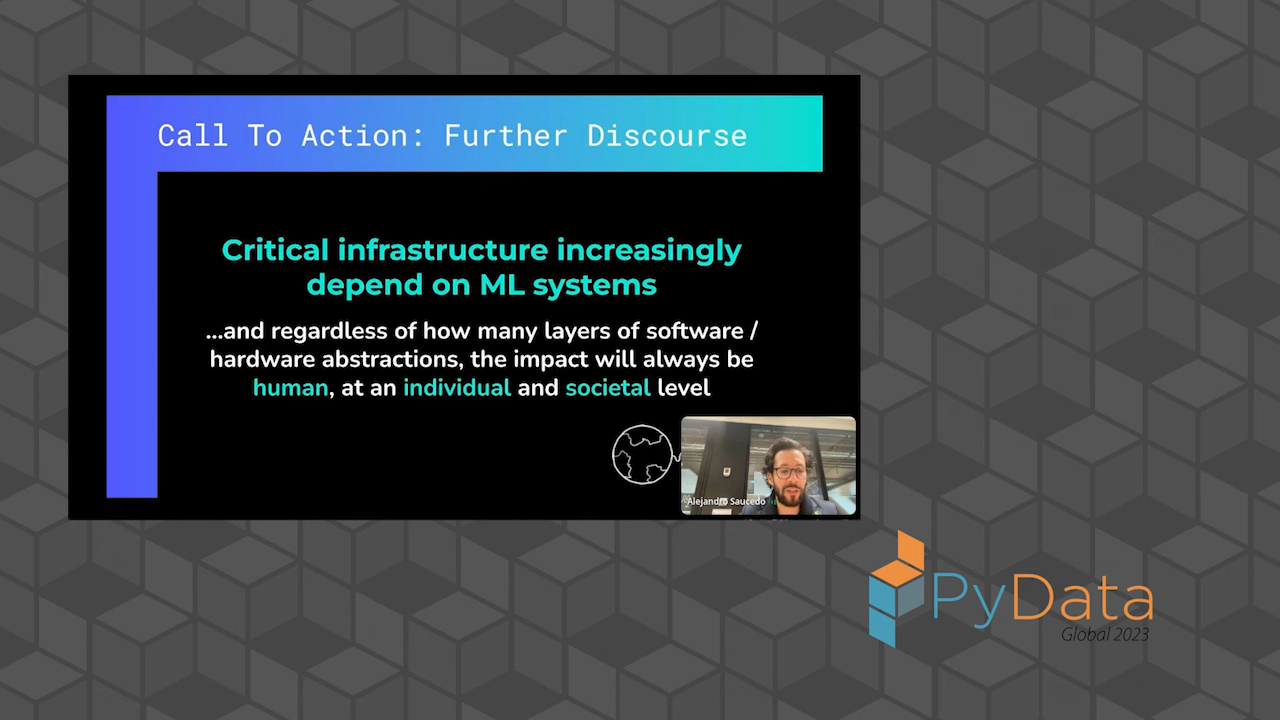 Call To Action: Further Discourse
Critical infrastructure increasingly
depend on ML systems
...and regardless of how many layers of software /
hardware abstractions, the impact will always be
human, at an individual and societal level
Alejandro Saucedo
PyData
Global 2023